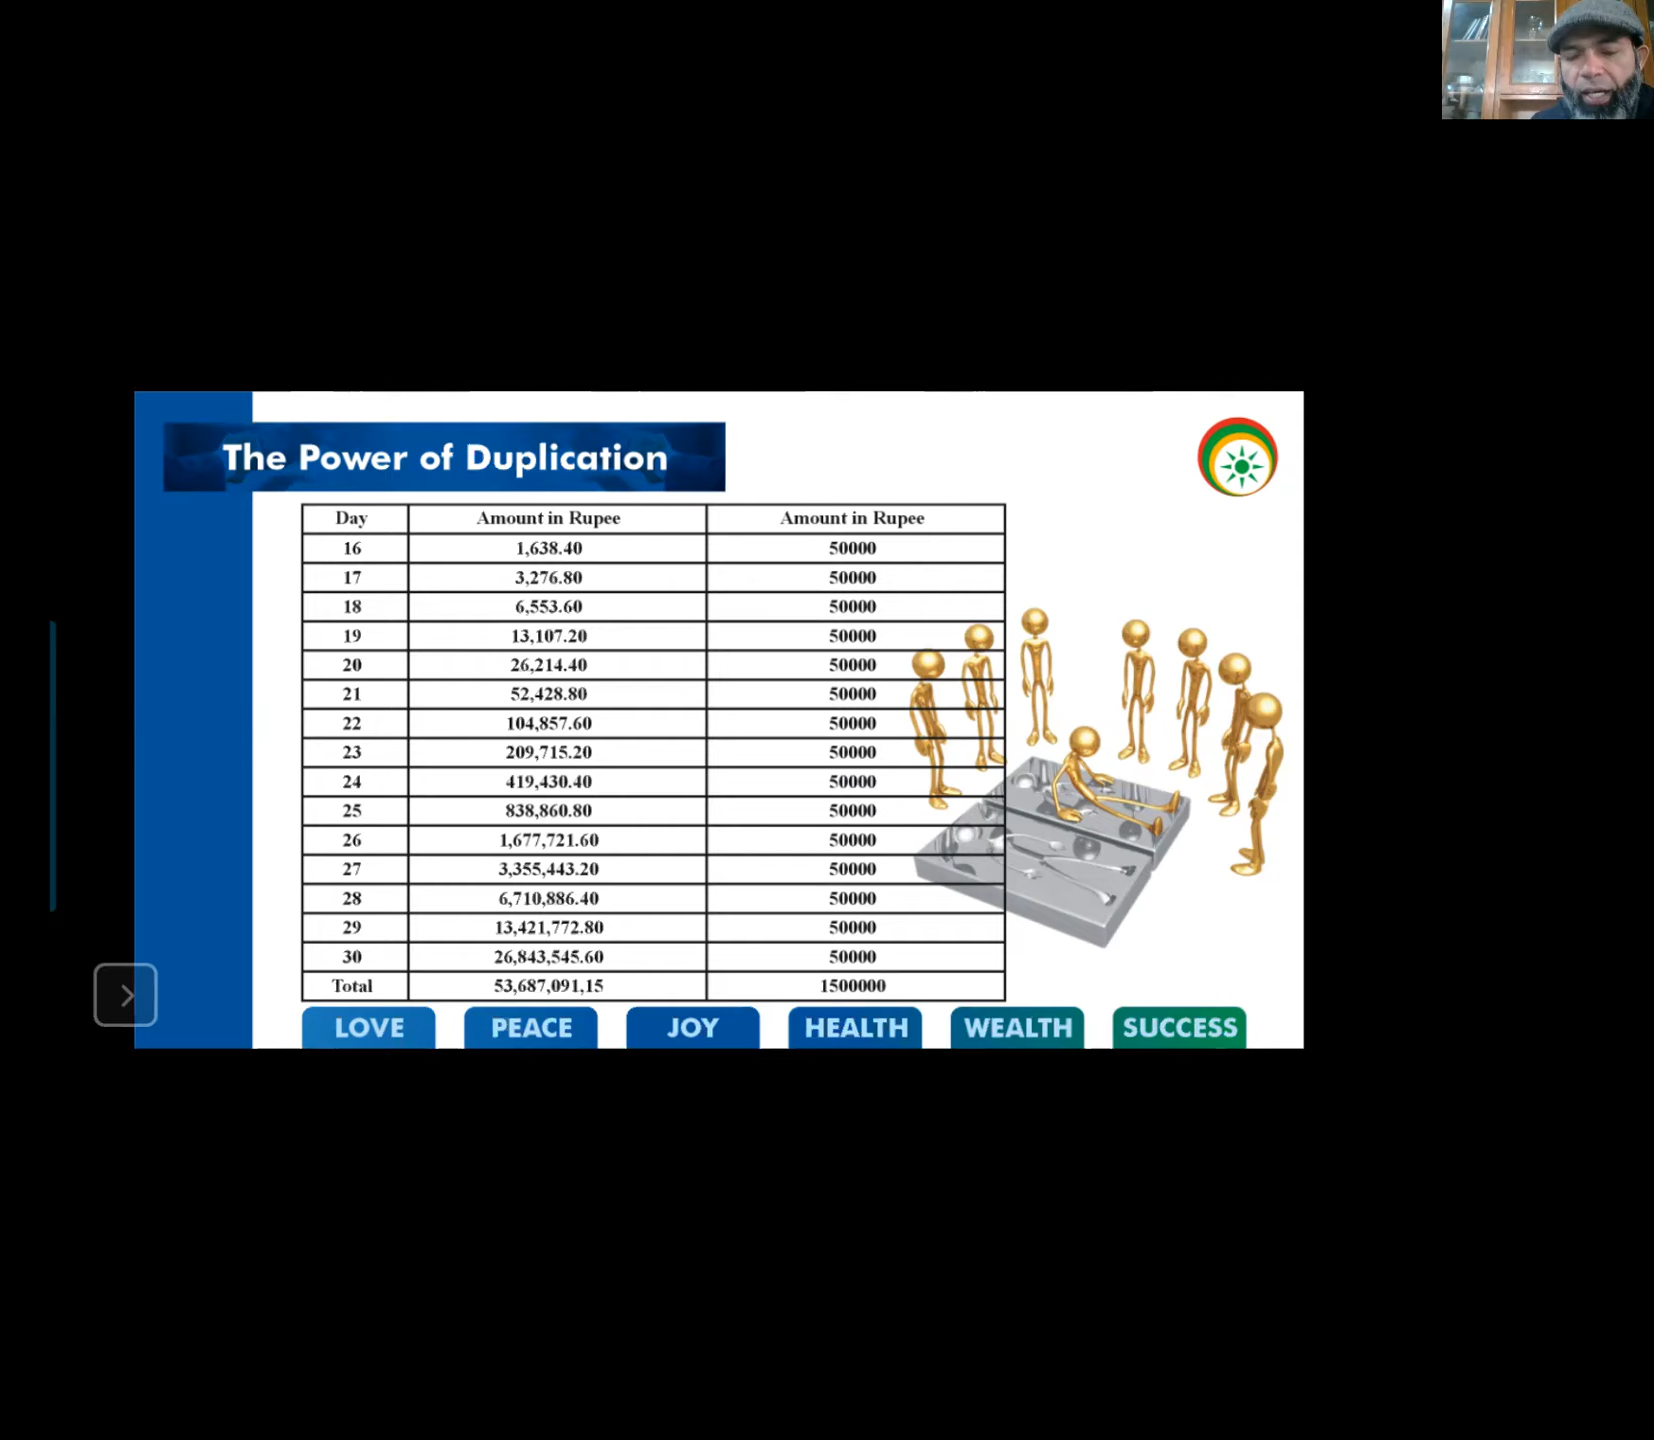 The Power of Duplication
Day Amount in Rupee Amount in Rupee
16 1,638.40 50000
17 3,276.80 50000
18 6,553.60 50000
19 13,107.20 50000
20 26,214.40 50000
21 52,428.80 50000
22 104,857.60 50000
23 209,715.20 50000
24 419,430.40 50000
25 838,860.80 50000
26 1,677,721.60 50000
27 3,355,443.20 50000
28 6,710,886.40 50000
29 13,421,772.80 50000
30 26,843,545.60 50000
Total 53,687,091,15 1500000
LOVE PEACE JOY HEALTH WEALTH SUCCESS